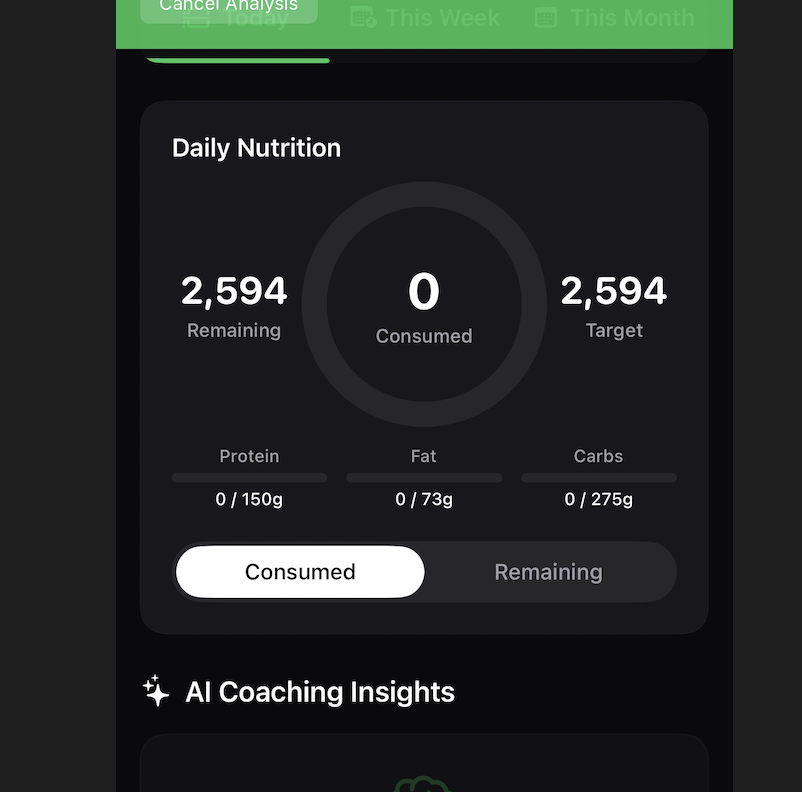 Cancel Analysis
Today
This Week
This Month
Daily Nutrition
2,594
Remaining
0
Consumed
2,594
Target
Protein
0 / 150g
Fat
0 / 73g
Carbs
0 / 275g
Consumed
Remaining
AI Coaching Insights